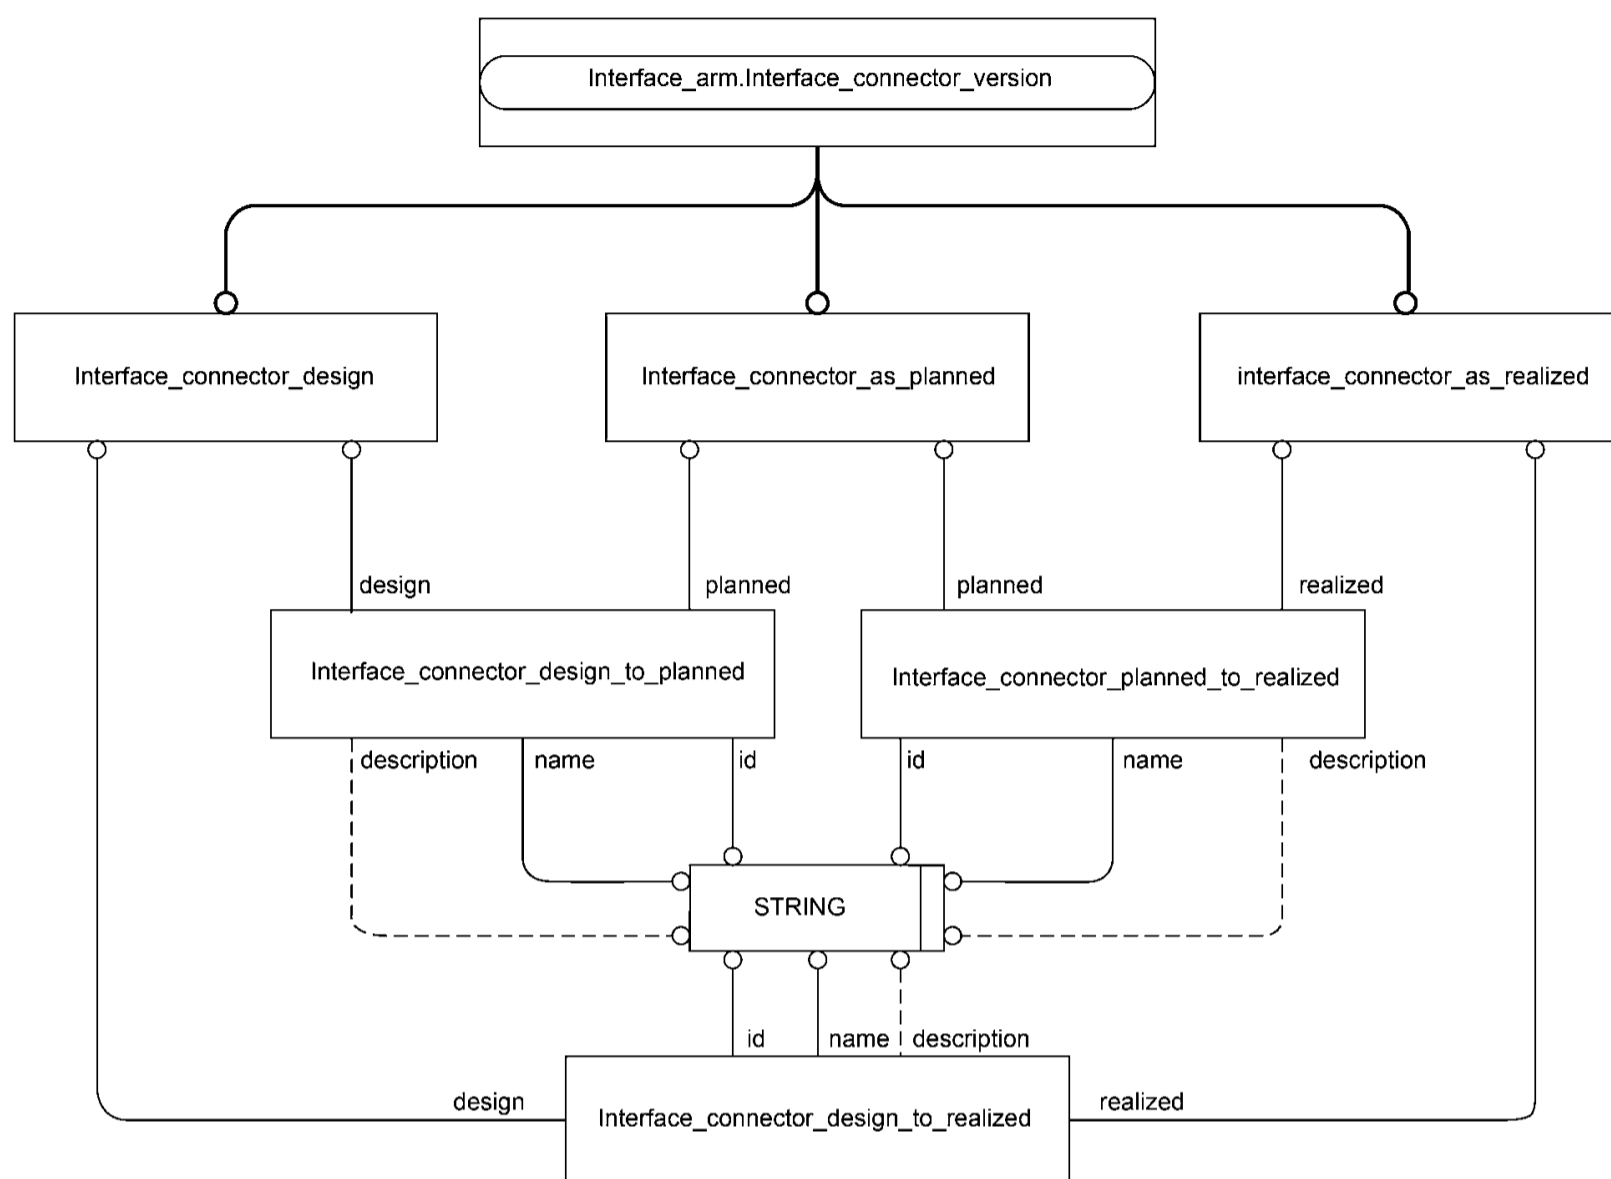 Interface_arm.Interface_connector_version
Interface_connector_design
Interface_connector_as_planned
interface_connector_as_realized
design
planned
planned
realized
Interface_connector_design_to_planned
Interface_connector_planned_to_realized
description
name
id
id
name
description
STRING
id
name
description
design
realized
Interface_connector_design_to_realized